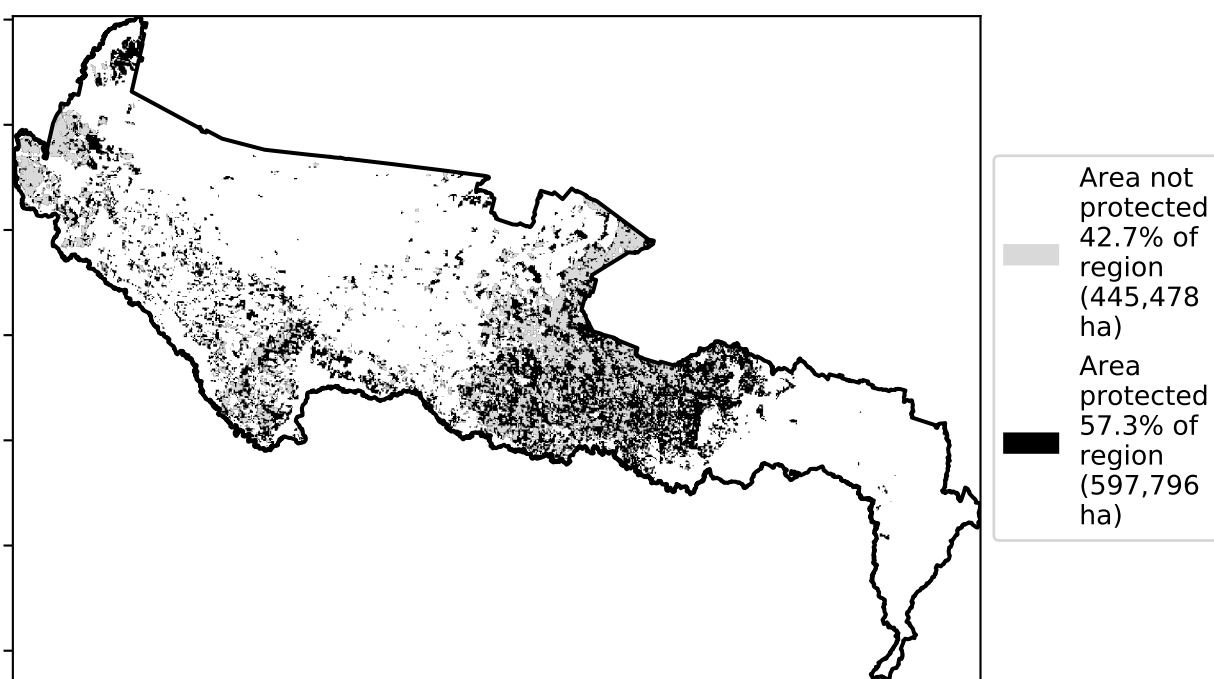 Area not
protected
42.7% of
region
(445,478
ha)
Area
protected
57.3% of
region
(597,796
ha)